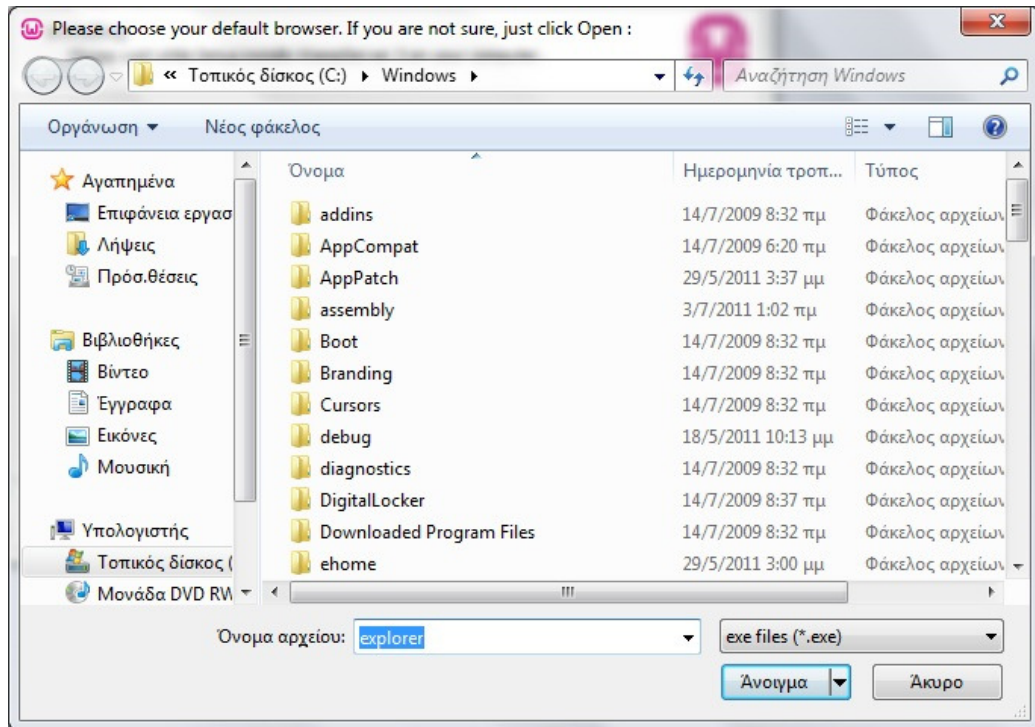 Please choose your default browser. If you are not sure, just click Open :
« Τοπικός δίσκος (C:) Windows
Αναζήτηση Windows
Οργάνωση Νέος φάκελος
Όνομα Ημερομηνία τροπ... Τύπος
Αγαπημένα
Επιφάνεια εργασ
Λήψεις
Πρόσ.θέσεις
Βιβλιοθήκες
Βίντεο
Έγγραφα
Εικόνες
Μουσική
Υπολογιστής
Τοπικός δίσκος (
Μονάδα DVD RW
addins 14/7/2009 8:32 πμ Φάκελος αρχείων
AppCompat 14/7/2009 6:20 πμ Φάκελος αρχείων
AppPatch 29/5/2011 3:37 μμ Φάκελος αρχείων
assembly 3/7/2011 1:02 πμ Φάκελος αρχείων
Boot 14/7/2009 8:32 πμ Φάκελος αρχείων
Branding 14/7/2009 8:32 πμ Φάκελος αρχείων
Cursors 14/7/2009 8:32 πμ Φάκελος αρχείων
debug 18/5/2011 10:13 μμ Φάκελος αρχείων
diagnostics 14/7/2009 8:32 πμ Φάκελος αρχείων
DigitalLocker 14/7/2009 8:37 πμ Φάκελος αρχείων
Downloaded Program Files 14/7/2009 8:32 πμ Φάκελος αρχείων
ehome 29/5/2011 3:00 μμ Φάκελος αρχείων
Όνομα αρχείου: explorer exe files (*.exe)
Άνοιγμα Άκυρο